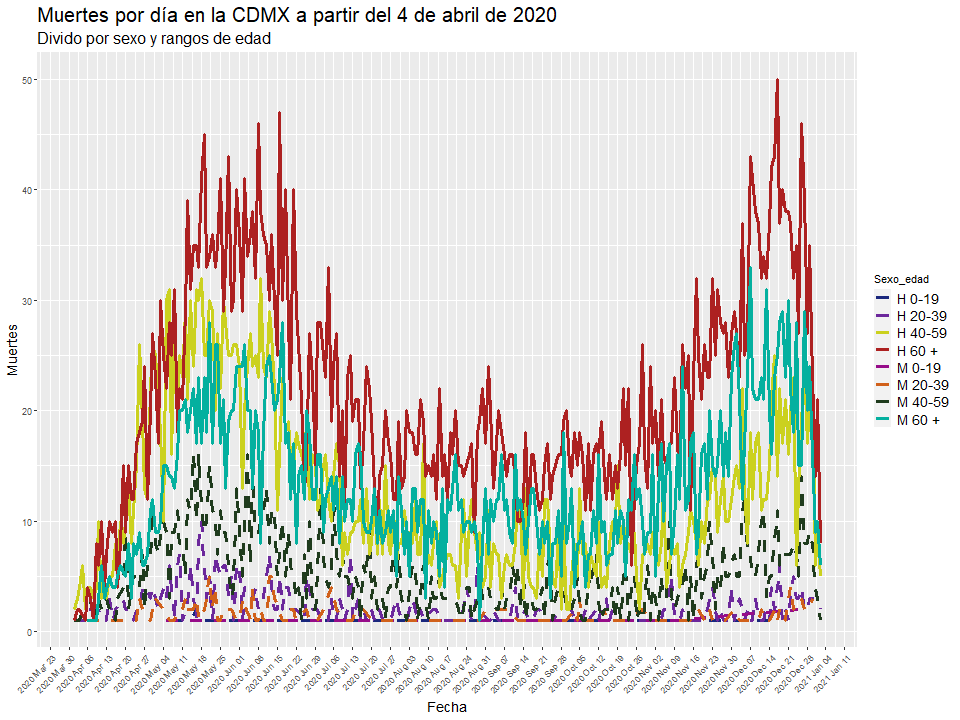 Muertes por día en la CDMX a partir del 4 de abril de 2020
Divido por sexo y rangos de edad
50
40
30
20
10
0
Muertes
2020 Mar 23
2020 Mar 30
2020 Apr 06
2020 Apr 13
2020 Apr 20
2020 Apr 27
2020 May 04
2020 May 11
2020 May 18
2020 May 25
2020 Jun 01
2020 Jun 08
2020 Jun 15
2020 Jun 22
2020 Jun 29
2020 Jul 06
2020 Jul 13
2020 Jul 20
2020 Jul 27
2020 Aug 03
2020 Aug 10
2020 Aug 17
2020 Aug 24
2020 Aug 31
2020 Sep 07
2020 Sep 14
2020 Sep 21
2020 Sep 28
2020 Oct 05
2020 Oct 12
2020 Oct 19
2020 Oct 26
2020 Nov 02
2020 Nov 09
2020 Nov 16
2020 Nov 23
2020 Nov 30
2020 Dec 07
2020 Dec 14
2020 Dec 21
2020 Dec 28
2021 Jan 04
2021 Jan 11
Fecha
Sexo_edad
H 0-19
H 20-39
H 40-59
H 60 +
M 0-19
M 20-39
M 40-59
M 60 +